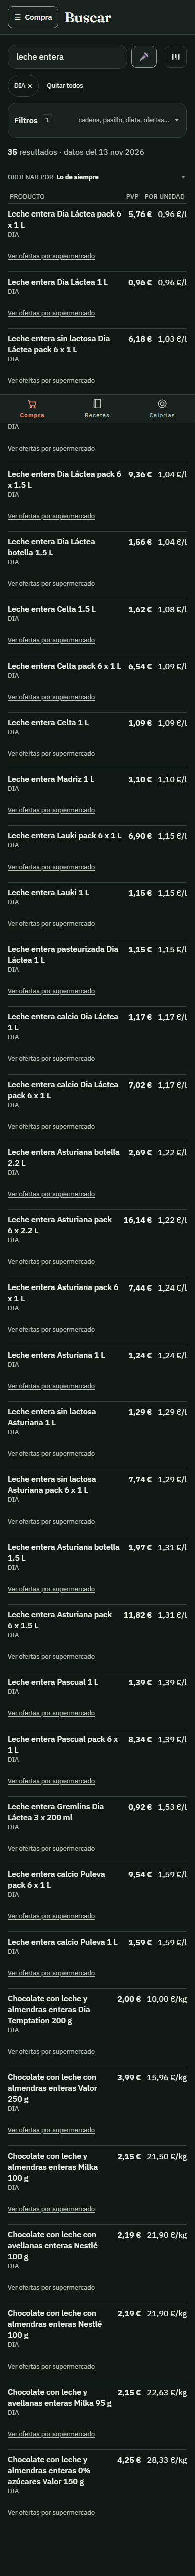 ☰ Compra Buscar
leche entera
DIA × Quitar todos
Filtros 1 cadena, pasillo, dieta, ofertas...
35 resultados · datos del 13 nov 2026
ORDENAR POR Lo de siempre
PRODUCTO PVP POR UNIDAD
Leche entera Dia Láctea pack 6 5,76 € 0,96 €/l
x 1 L
DIA
Ver ofertas por supermercado
Leche entera Dia Láctea 1 L 0,96 € 0,96 €/l
DIA
Ver ofertas por supermercado
Leche entera sin lactosa Dia 6,18 € 1,03 €/l
Láctea pack 6 x 1 L
DIA
Ver ofertas por supermercado
Compra Recetas Calorías
DIA
Ver ofertas por supermercado
Leche entera Dia Láctea pack 6 9,36 € 1,04 €/l
x 1.5 L
DIA
Ver ofertas por supermercado
Leche entera Dia Láctea 1,56 € 1,04 €/l
botella 1.5 L
DIA
Ver ofertas por supermercado
Leche entera Celta 1.5 L 1,62 € 1,08 €/l
DIA
Ver ofertas por supermercado
Leche entera Celta pack 6 x 1 L 6,54 € 1,09 €/l
DIA
Ver ofertas por supermercado
Leche entera Celta 1 L 1,09 € 1,09 €/l
DIA
Ver ofertas por supermercado
Leche entera Madriz 1 L 1,10 € 1,10 €/l
DIA
Ver ofertas por supermercado
Leche entera Lauki pack 6 x 1 L 6,90 € 1,15 €/l
DIA
Ver ofertas por supermercado
Leche entera Lauki 1 L 1,15 € 1,15 €/l
DIA
Ver ofertas por supermercado
Leche entera pasteurizada Dia 1,15 € 1,15 €/l
Láctea 1 L
DIA
Ver ofertas por supermercado
Leche entera calcio Dia Láctea 1,17 € 1,17 €/l
1 L
DIA
Ver ofertas por supermercado
Leche entera calcio Dia Láctea 7,02 € 1,17 €/l
pack 6 x 1 L
DIA
Ver ofertas por supermercado
Leche entera Asturiana botella 2,69 € 1,22 €/l
2.2 L
DIA
Ver ofertas por supermercado
Leche entera Asturiana pack 16,14 € 1,22 €/l
6 x 2.2 L
DIA
Ver ofertas por supermercado
Leche entera Asturiana pack 6 7,44 € 1,24 €/l
x 1 L
DIA
Ver ofertas por supermercado
Leche entera Asturiana 1 L 1,24 € 1,24 €/l
DIA
Ver ofertas por supermercado
Leche entera sin lactosa 1,29 € 1,29 €/l
Asturiana 1 L
DIA
Ver ofertas por supermercado
Leche entera sin lactosa 7,74 € 1,29 €/l
Asturiana pack 6 x 1 L
DIA
Ver ofertas por supermercado
Leche entera Asturiana botella 1,97 € 1,31 €/l
1.5 L
DIA
Ver ofertas por supermercado
Leche entera Asturiana pack 11,82 € 1,31 €/l
6 x 1.5 L
DIA
Ver ofertas por supermercado
Leche entera Pascual 1 L 1,39 € 1,39 €/l
DIA
Ver ofertas por supermercado
Leche entera Pascual pack 6 x 8,34 € 1,39 €/l
1 L
DIA
Ver ofertas por supermercado
Leche entera Gremlins Dia 0,92 € 1,53 €/l
Láctea 3 x 200 ml
DIA
Ver ofertas por supermercado
Leche entera calcio Puleva 9,54 € 1,59 €/l
pack 6 x 1 L
DIA
Ver ofertas por supermercado
Leche entera calcio Puleva 1 L 1,59 € 1,59 €/l
DIA
Ver ofertas por supermercado
Chocolate con leche y 2,00 € 10,00 €/kg
almendras enteras Dia
Temptation 200 g
DIA
Ver ofertas por supermercado
Chocolate con leche con 3,99 € 15,96 €/kg
almendras enteras Valor
250 g
DIA
Ver ofertas por supermercado
Chocolate con leche y 2,15 € 21,50 €/kg
almendras enteras Milka
100 g
DIA
Ver ofertas por supermercado
Chocolate con leche con 2,19 € 21,90 €/kg
avellanas enteras Nestlé
100 g
DIA
Ver ofertas por supermercado
Chocolate con leche con 2,19 € 21,90 €/kg
almendras enteras Nestlé
100 g
DIA
Ver ofertas por supermercado
Chocolate con leche y 2,15 € 22,63 €/kg
avellanas enteras Milka 95 g
DIA
Ver ofertas por supermercado
Chocolate con leche y 4,25 € 28,33 €/kg
almendras enteras 0%
azúcares Valor 150 g
DIA
Ver ofertas por supermercado